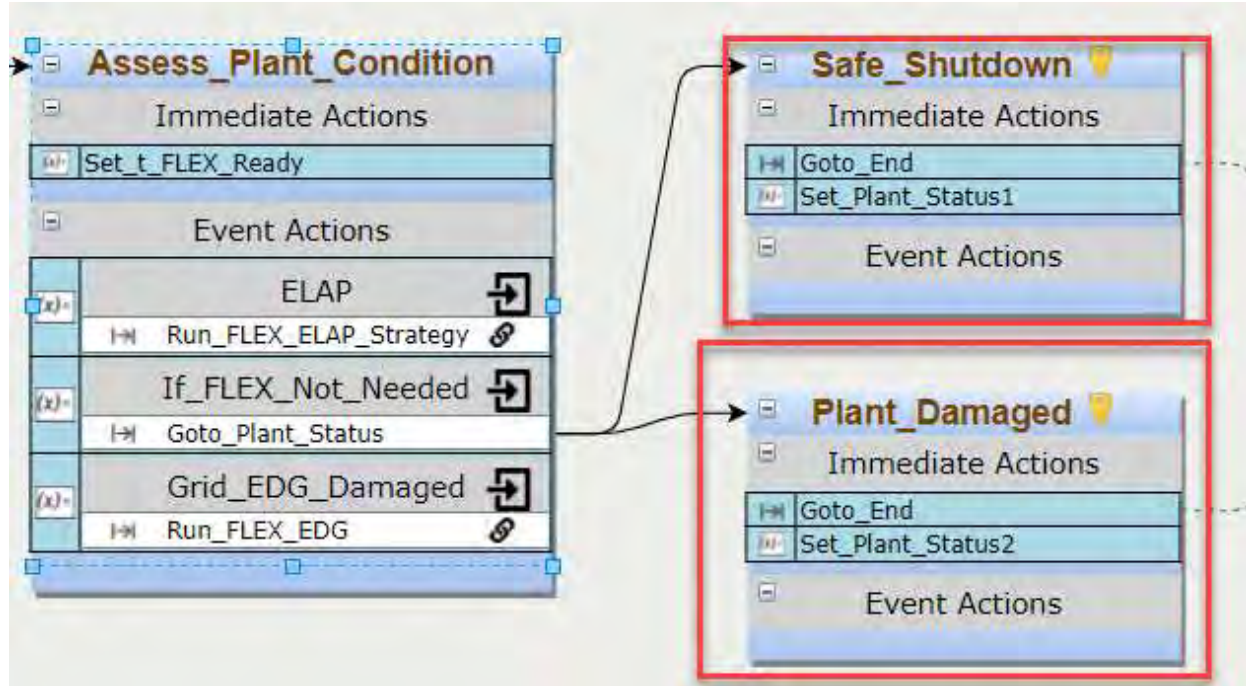 Assess_Plant_Condition
Immediate Actions
Set_t_FLEX_Ready
Event Actions
ELAP
Run_FLEX_ELAP_Strategy
If_FLEX_Not_Needed
Goto_Plant_Status
Grid_EDG_Damaged
Run_FLEX_EDG
Safe_Shutdown
Immediate Actions
Goto_End
Set_Plant_Status1
Event Actions
Plant_Damaged
Immediate Actions
Goto_End
Set_Plant_Status2
Event Actions